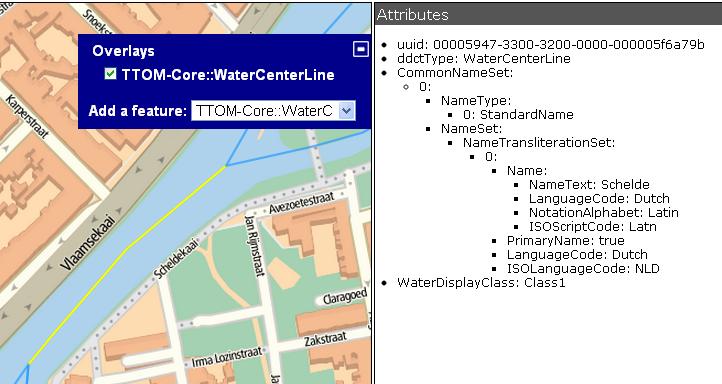 Snoekstraat
Karperstraat
Overlays
TTOM-Core::WaterCenterLine
Add a feature: TTOM-Core::WaterC
Vlaamsekaai
Scheldekaai
Avezoetestraat
Jan Rijmstraat
Claragoed
Zakstraat
Irma Lozinstraat
Ja
Attributes
uuid: 00005947-3300-3200-0000-000005f6a79b
ddctType: WaterCenterLine
CommonNameSet:
0:
NameType:
0: StandardName
NameSet:
NameTransliterationSet:
0:
Name:
NameText: Schelde
LanguageCode: Dutch
NotationAlphabet: Latin
ISOScriptCode: Latn
PrimaryName: true
LanguageCode: Dutch
ISOLanguageCode: NLD
WaterDisplayClass: Class1